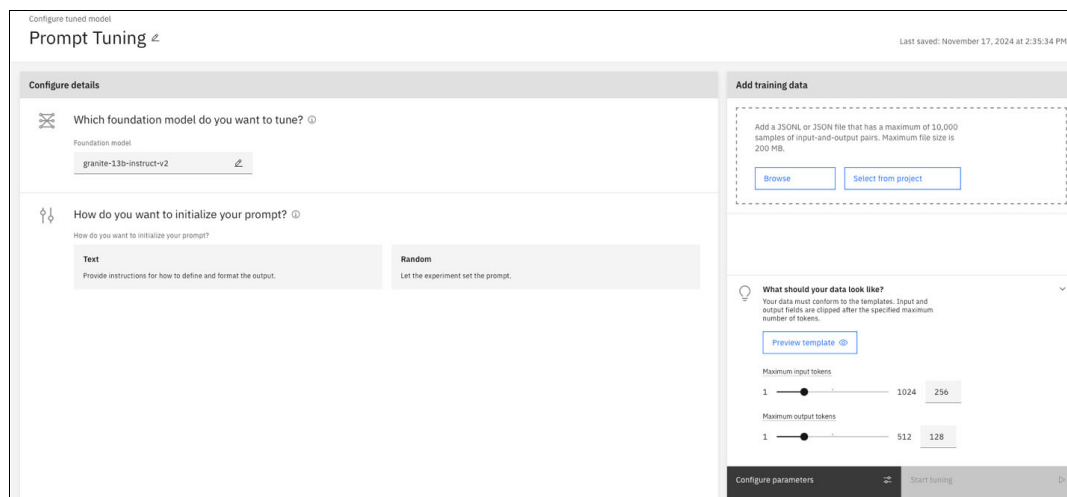 Configure tuned model
Prompt Tuning
Last saved: November 17, 2024 at 2:35:34 PM
Configure details
Which foundation model do you want to tune?
Foundation model
granite-13b-instruct-v2
How do you want to initialize your prompt?
How do you want to initialize your prompt?
Text
Provide instructions for how to define and format the output.
Random
Let the experiment set the prompt.
Add training data
Add a JSONL or JSON file that has a maximum of 10,000
samples of input-and-output pairs. Maximum file size is
200 MB.
Browse
Select from project
What should your data look like?
Your data must conform to the templates. Input and
output fields are clipped after the specified maximum
number of tokens.
Preview template
Maximum input tokens
1 1024 256
Maximum output tokens
1 512 128
Configure parameters
Start tuning